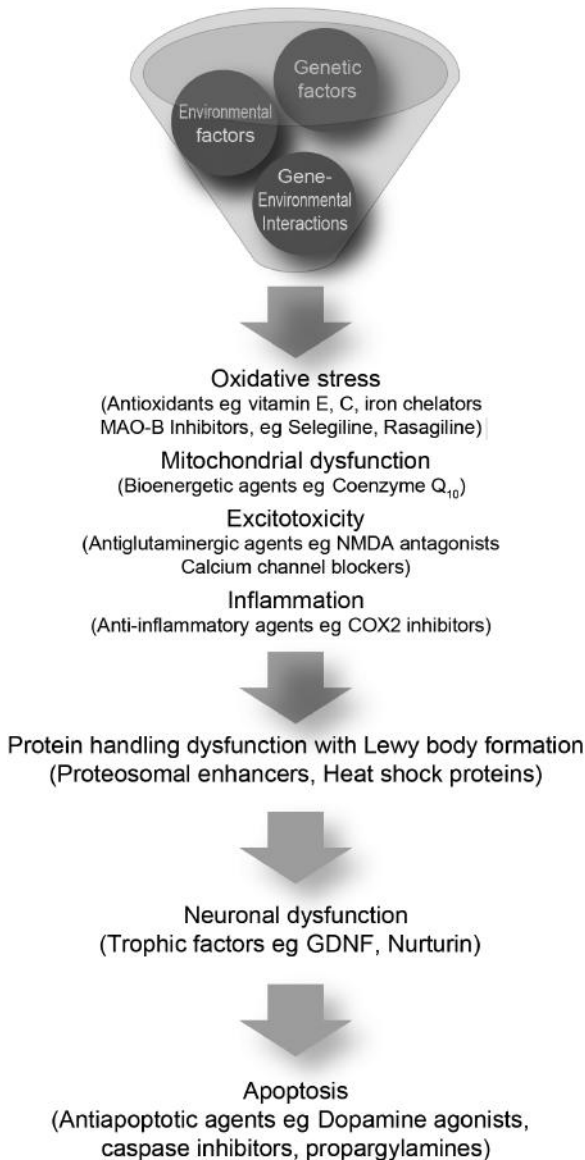 Genetic
factors
Environmental
factors
Gene-
Environmental
Interactions
Oxidative stress
(Antioxidants eg vitamin E, C, iron chelators
MAO-B Inhibitors, eg Selegiline, Rasagiline)
Mitochondrial dysfunction
(Bioenergetic agents eg Coenzyme Q₁₀)
Excitotoxicity
(Antiglutaminergic agents eg NMDA antagonists
Calcium channel blockers)
Inflammation
(Anti-inflammatory agents eg COX2 inhibitors)
Protein handling dysfunction with Lewy body formation
(Proteosomal enhancers, Heat shock proteins)
Neuronal dysfunction
(Trophic factors eg GDNF, Nurturin)
Apoptosis
(Antiapoptotic agents eg Dopamine agonists,
caspase inhibitors, propargylamines)